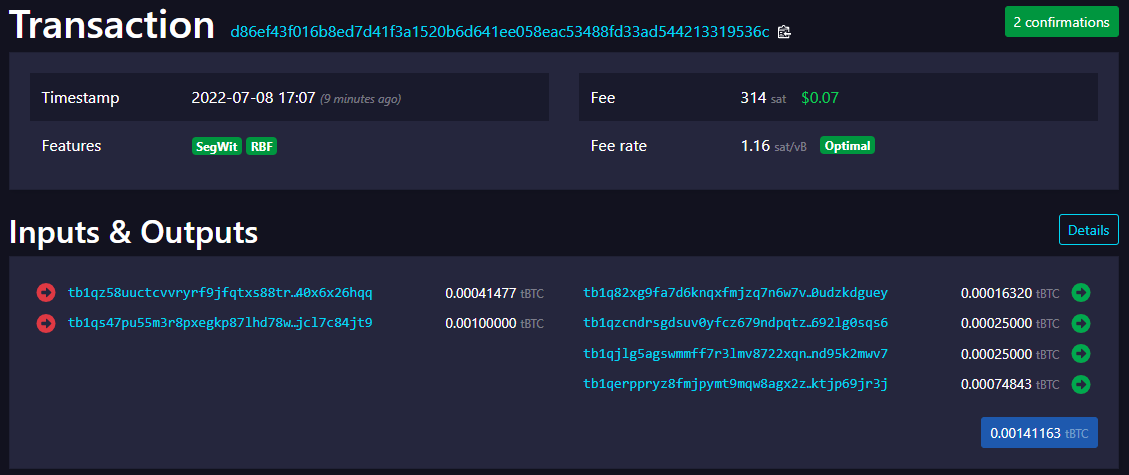 Transaction d86ef43f016b8ed7d41f3a1520b6d641ee058eac53488fd33ad544213319536c 2 confirmations
Timestamp 2022-07-08 17:07 (9 minutes ago) Fee 314 sat $0.07
Features SegWit RBF Fee rate 1.16 sat/vB Optimal
Inputs & Outputs Details
tb1qz58uuctcvvryrf9jfqtxs88tr…40x6x26hqq 0.00041477 tBTC tb1q82xg9fa7d6knqxfmjzq7n6w7v…0udzkdguey 0.00016320 tBTC
tb1qs47pu55m3r8pxegkp87lhd78w…jcl7c84jt9 0.00100000 tBTC tb1qzcndrsgdsuv0yfcz679ndpqtz…692lg0sqs6 0.00025000 tBTC
tb1qjlg5agswmmff7r3lmv8722xqn…nd95k2mwv7 0.00025000 tBTC
tb1qerppryz8fmjpymt9mqw8agx2z…ktjp69jr3j 0.00074843 tBTC
0.00141163 tBTC